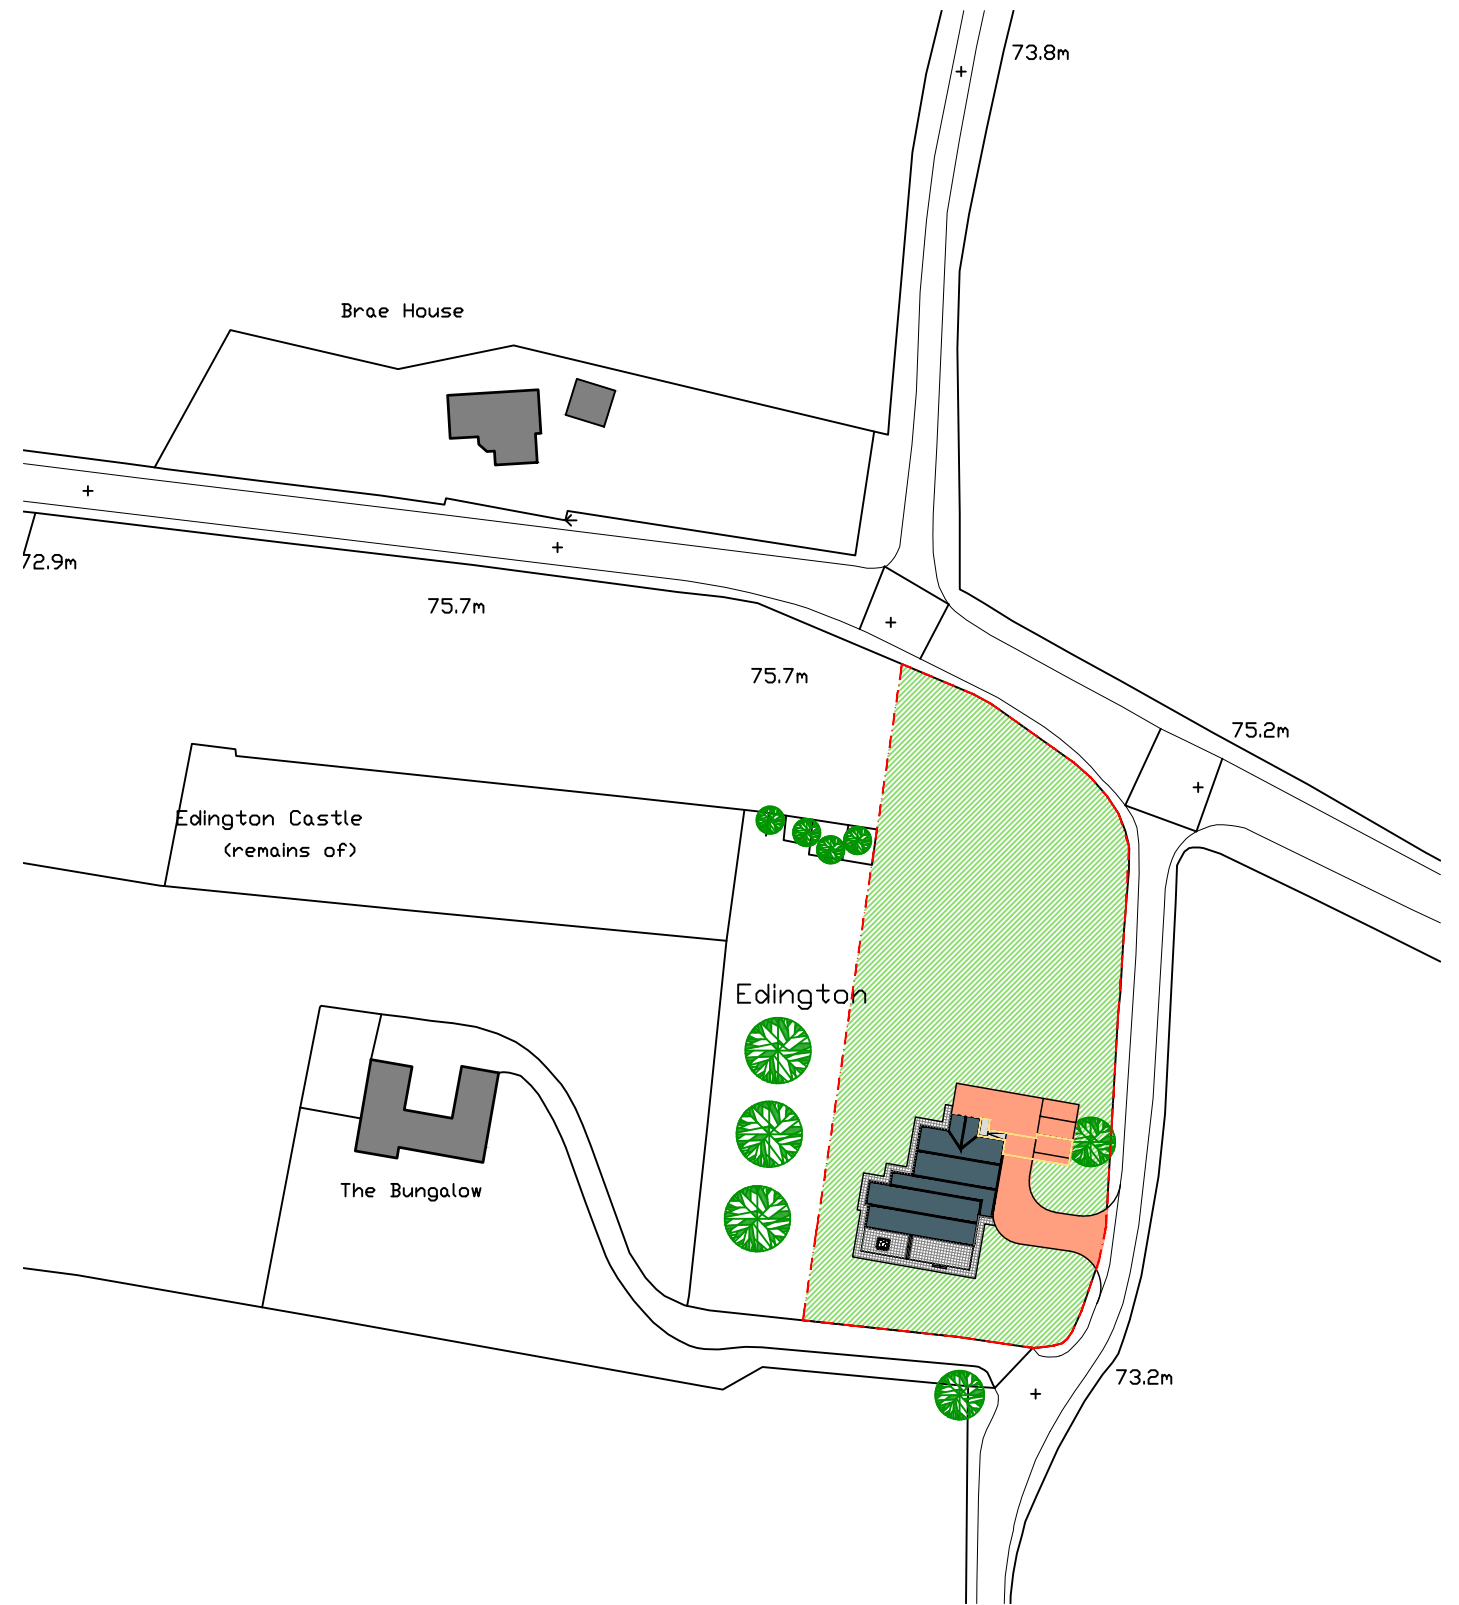 73.8m
Brae House
72.9m
75.7m
75.7m
75.2m
Edington Castle
(remains of)
Edington
The Bungalow
73.2m